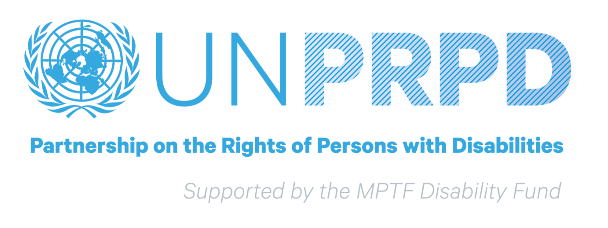 UNPRPD
Partnership on the Rights of Persons with Disabilities
Supported by the MPTF Disability Fund